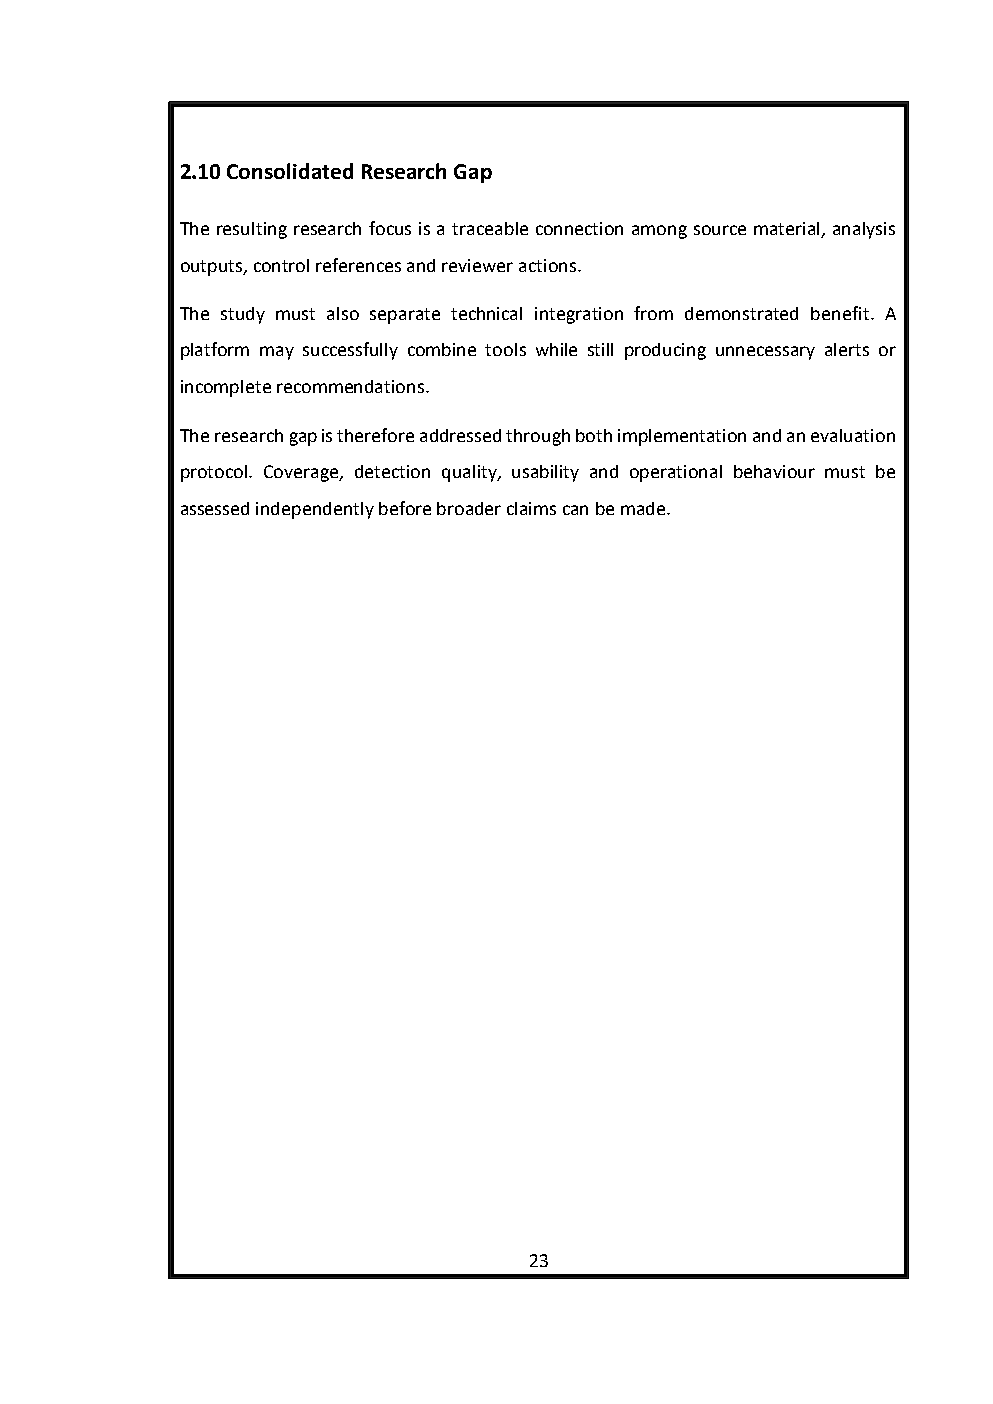 2.10 Consolidated Research Gap
The resulting research focus is a traceable connection among source material, analysis
outputs, control references and reviewer actions.
The study must also separate technical integration from demonstrated benefit. A
platform may successfully combine tools while still producing unnecessary alerts or
incomplete recommendations.
The research gap is therefore addressed through both implementation and an evaluation
protocol. Coverage, detection quality, usability and operational behaviour must be
assessed independently before broader claims can be made.
23